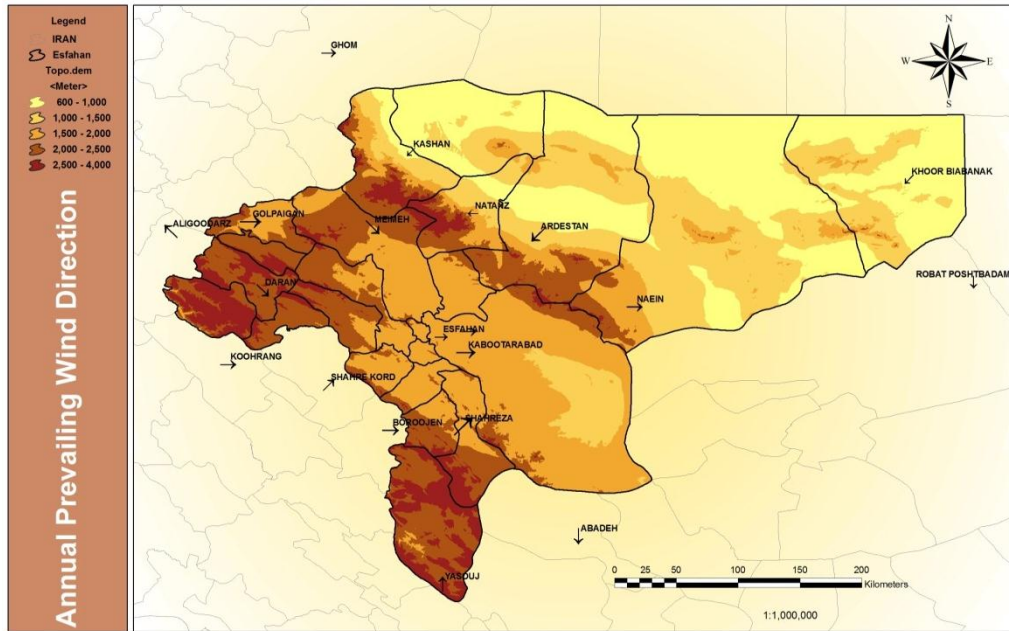 Legend
IRAN
Esfahan
Topo.dem
<Meter>
600 - 1,000
1,000 - 1,500
1,500 - 2,000
2,000 - 2,500
2,500 - 4,000
Annual Prevailing Wind Direction
N
W E
S
GHOM
KASHAN
KHOOR BIABANAK
NATANZ
GOLPAIGAN
ALIGOODARZ
MEIMEH
ARDESTAN
ROBAT POSHTBADAM
DARAN
NAEIN
ESFAHAN
KABOOTARABAD
KOOHRANG
SHAHRE KORD
SHAHREZA
BOROOJEN
ABADEH
YASOUJ
0 25 50 100 150 200
Kilometers
1:1,000,000